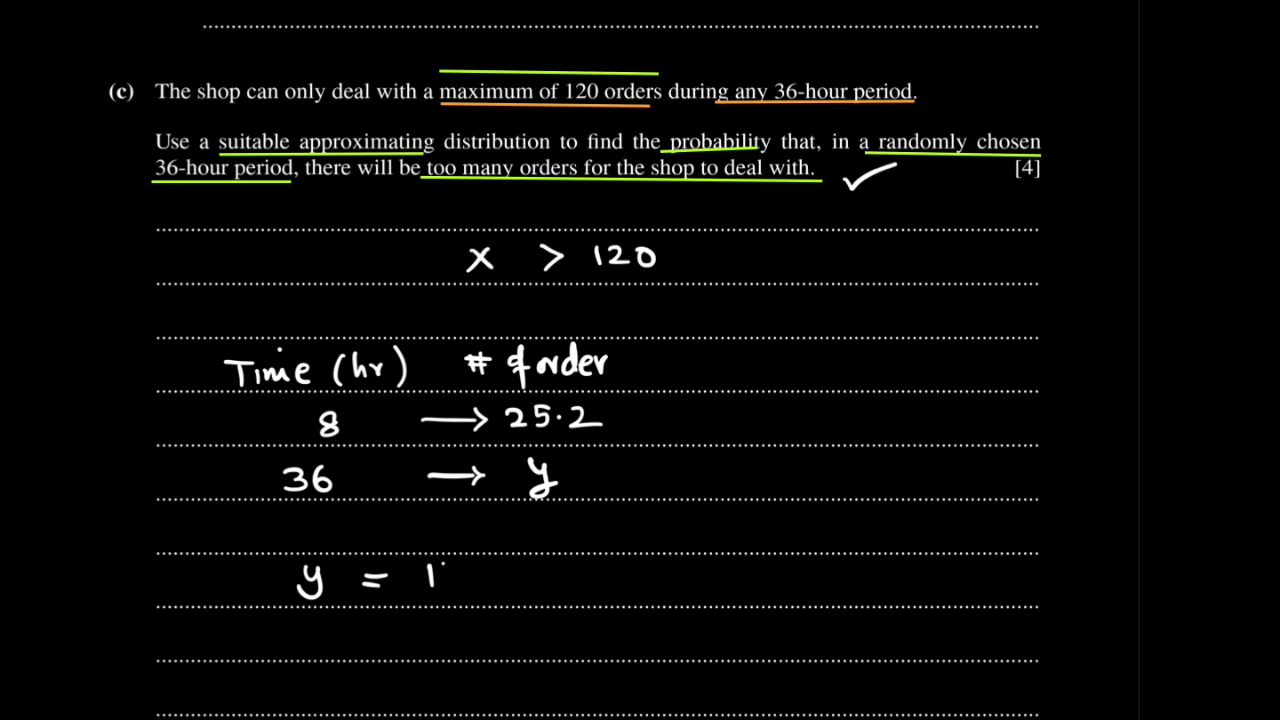 (c) The shop can only deal with a maximum of 120 orders during any 36-hour period.
Use a suitable approximating distribution to find the probability that, in a randomly chosen
36-hour period, there will be too many orders for the shop to deal with. [4]
x > 120
Time (hr) # of order
8 → 25.2
36 → y
y = 1